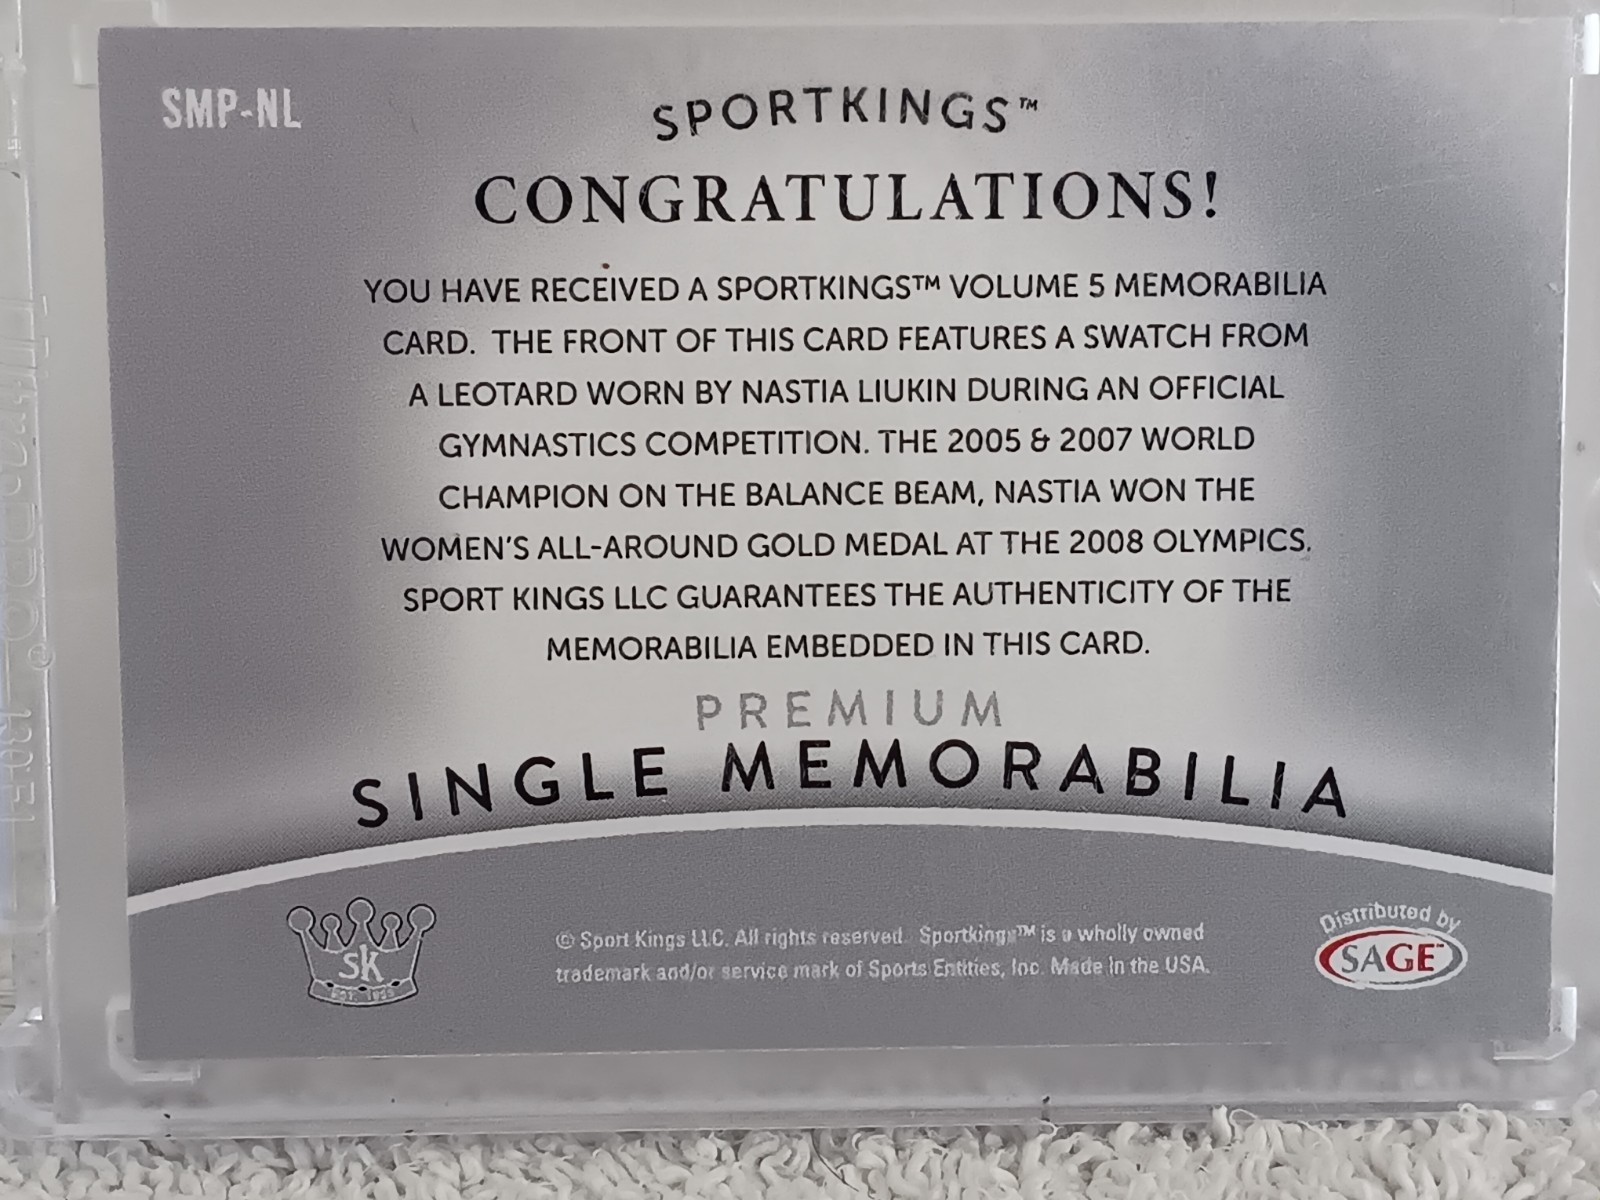 SMP-NL
SPORTKINGS™
CONGRATULATIONS!
YOU HAVE RECEIVED A SPORTKINGS™ VOLUME 5 MEMORABILIA
CARD. THE FRONT OF THIS CARD FEATURES A SWATCH FROM
A LEOTARD WORN BY NASTIA LIUKIN DURING AN OFFICIAL
GYMNASTICS COMPETITION. THE 2005 & 2007 WORLD
CHAMPION ON THE BALANCE BEAM, NASTIA WON THE
WOMEN'S ALL-AROUND GOLD MEDAL AT THE 2008 OLYMPICS.
SPORT KINGS LLC GUARANTEES THE AUTHENTICITY OF THE
MEMORABILIA EMBEDDED IN THIS CARD.
PREMIUM
SINGLE MEMORABILIA
sk
© Sport Kings LLC. All rights reserved. Sportkings™ is a wholly owned
trademark and/or service mark of Sports Entities, Inc. Made in the USA.
Distributed by
SAGE™